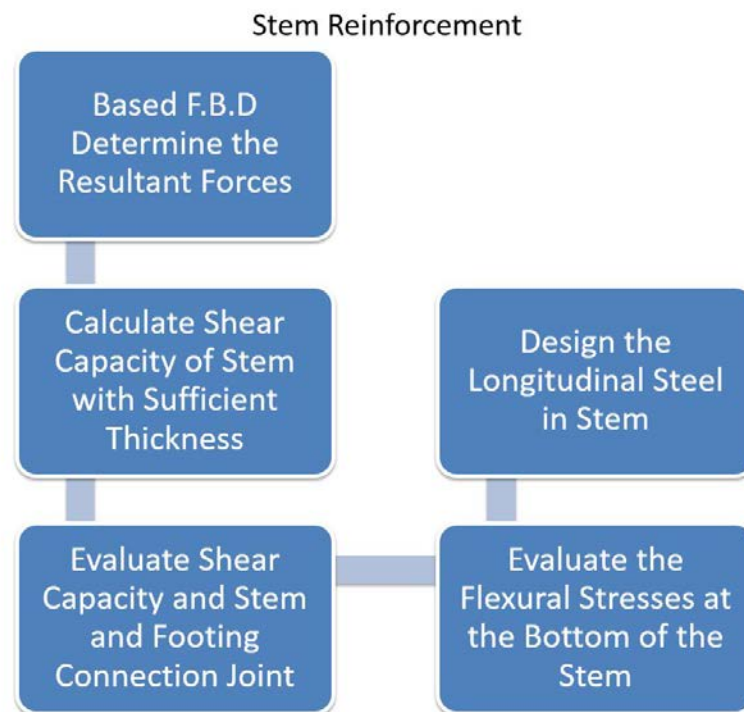 Stem Reinforcement
Based F.B.D
Determine the
Resultant Forces
Calculate Shear
Capacity of Stem
with Sufficient
Thickness
Evaluate Shear
Capacity and Stem
and Footing
Connection Joint
Evaluate the
Flexural Stresses at
the Bottom of the
Stem
Design the
Longitudinal Steel
in Stem